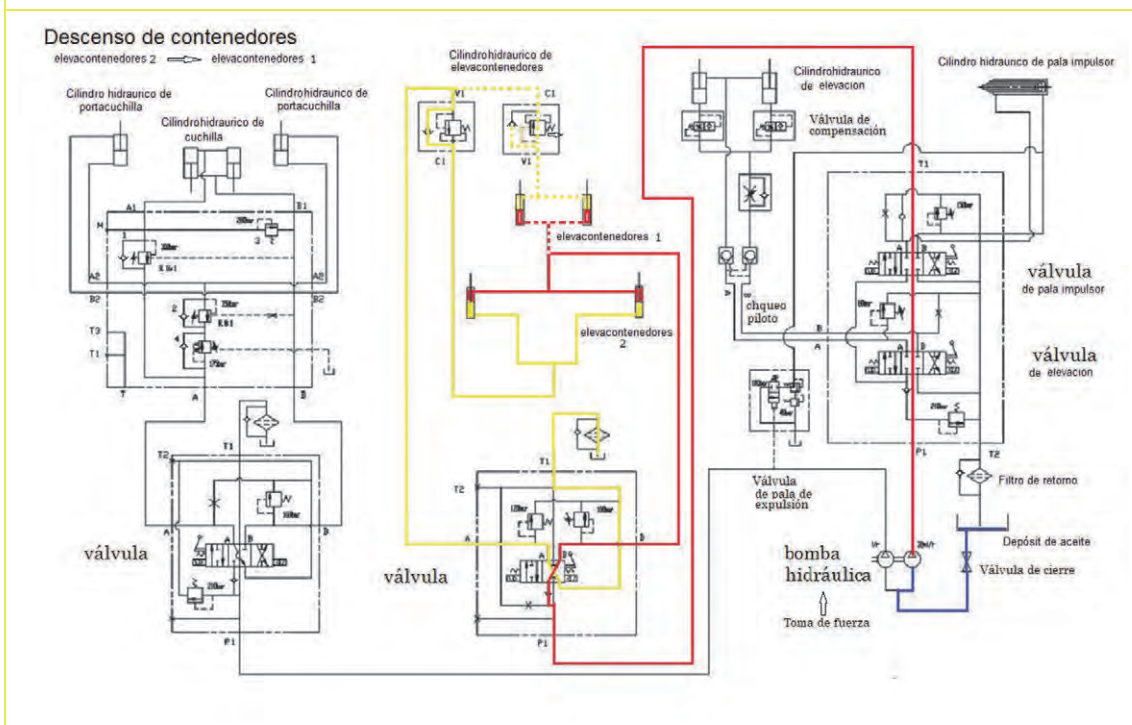 Descenso de contenedores
elevacontenedores 2 elevacontenedores 1
Cilindro hidraurico de
portacuchilla
Cilindrohidraurico de
cuchilla
Cilindrohidraurico de
portacuchilla
Cilindrohidraurico de
elevacontenedores
Cilindrohidraurico
de elevacion
Cilindro hidraurico de pala impulsor
Válvula de
compensación
V1
C1
C1
V1
T1
elevacontenedores 1
elevacontenedores
2
A1
B1
M
3
1
A2
A2
B2
B2
2
4
T3
T1
T
A
B
A B
válvula
de pala impulsor
chqueo
piloto
B
A
A B
válvula
de elevacion
P1
T2
Válvula
de pala de
expulsión
Filtro de retorno
Depósit de aceite
Válvula de cierre
bomba
hidráulica
Toma de fuerza
T1
T2
A
A B
B
válvula
P1
T1
T2
A
A
B
válvula
P1